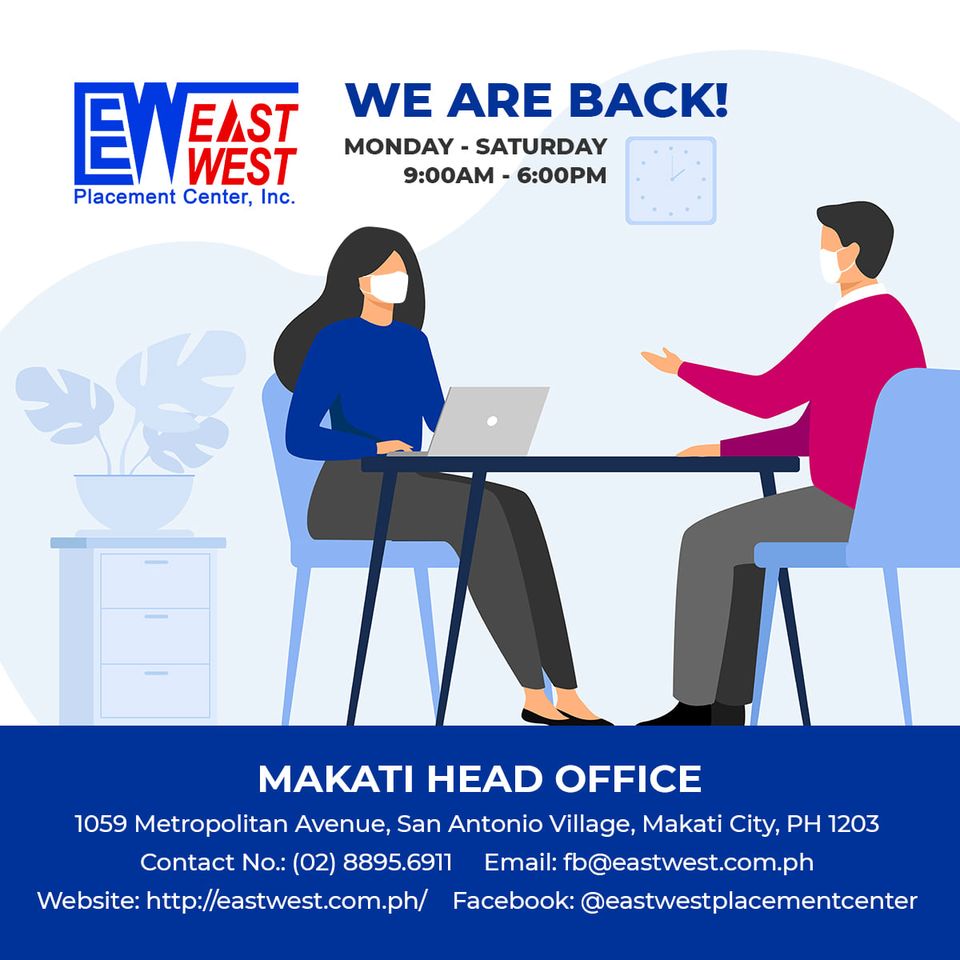 EEW EAST
WEST
Placement Center, Inc.
WE ARE BACK!
MONDAY - SATURDAY
9:00AM - 6:00PM
MAKATI HEAD OFFICE
1059 Metropolitan Avenue, San Antonio Village, Makati City, PH 1203
Contact No.: (02) 8895.6911 Email: fb@eastwest.com.ph
Website: http://eastwest.com.ph/ Facebook: @eastwestplacementcenter